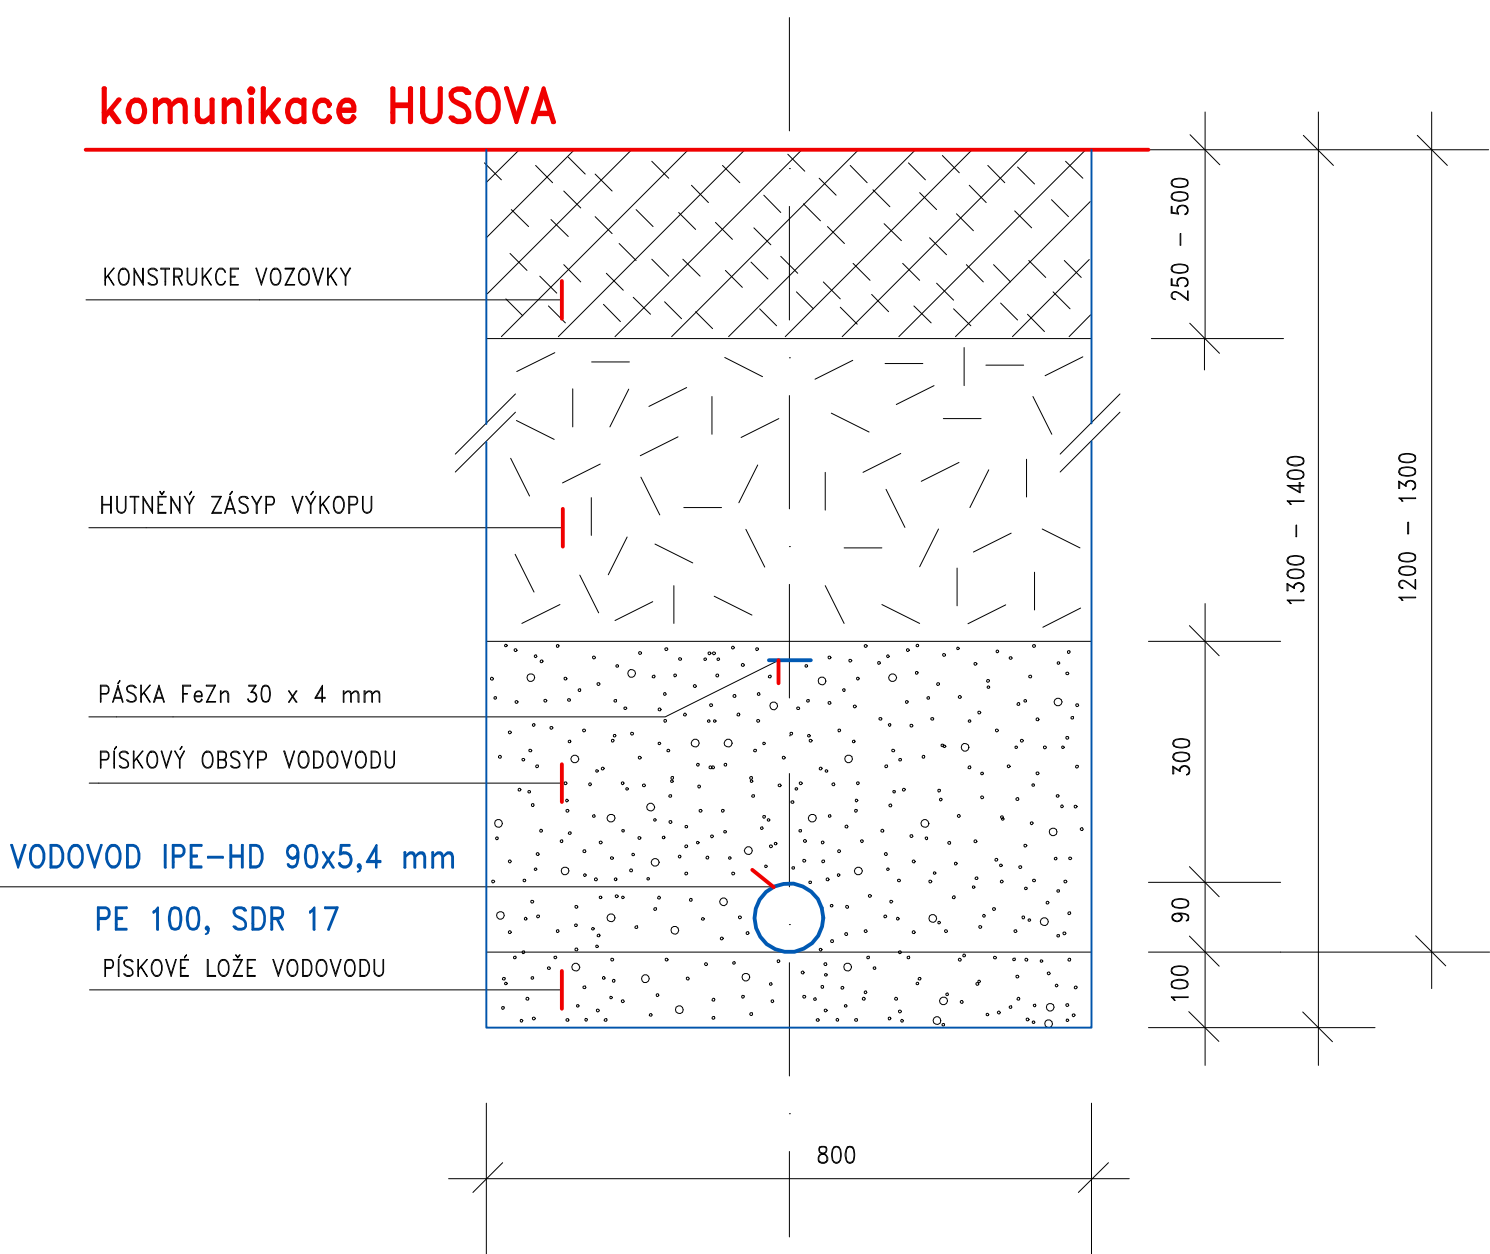 komunikace HUSOVA
KONSTRUKCE VOZOVKY
HUTNĚNÝ ZÁSYP VÝKOPU
PÁSKA FeZn 30 x 4 mm
PÍSKOVÝ OBSYP VODOVODU
VODOVOD IPE-HD 90x5,4 mm
PE 100, SDR 17
PÍSKOVÉ LOŽE VODOVODU
250 - 500
300
90
100
1300 - 1400
1200 - 1300
800